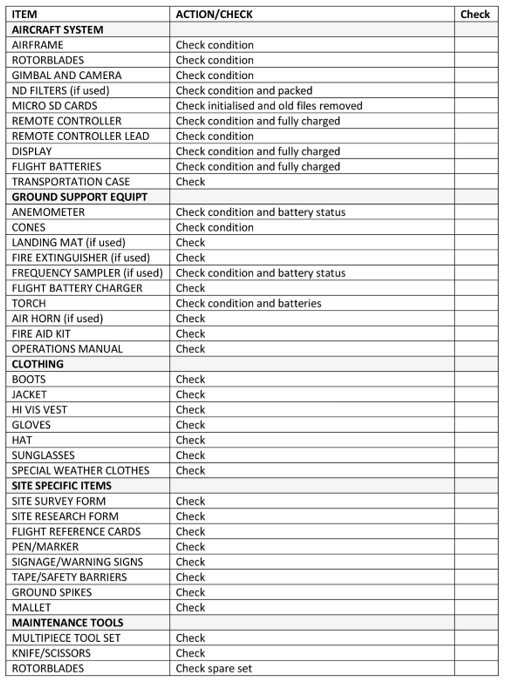 ITEM ACTION/CHECK Check
AIRCRAFT SYSTEM
AIRFRAME Check condition
ROTORBLADES Check condition
GIMBAL AND CAMERA Check condition
ND FILTERS (if used) Check condition and packed
MICRO SD CARDS Check initialised and old files removed
REMOTE CONTROLLER Check condition and fully charged
REMOTE CONTROLLER LEAD Check condition
DISPLAY Check condition and fully charged
FLIGHT BATTERIES Check condition and fully charged
TRANSPORTATION CASE Check
GROUND SUPPORT EQUIPT
ANEMOMETER Check condition and battery status
CONES Check condition
LANDING MAT (if used) Check
FIRE EXTINGUISHER (if used) Check
FREQUENCY SAMPLER (if used) Check condition and battery status
FLIGHT BATTERY CHARGER Check
TORCH Check condition and batteries
AIR HORN (if used) Check
FIRE AID KIT Check
OPERATIONS MANUAL Check
CLOTHING
BOOTS Check
JACKET Check
HI VIS VEST Check
GLOVES Check
HAT Check
SUNGLASSES Check
SPECIAL WEATHER CLOTHES Check
SITE SPECIFIC ITEMS
SITE SURVEY FORM Check
SITE RESEARCH FORM Check
FLIGHT REFERENCE CARDS Check
PEN/MARKER Check
SIGNAGE/WARNING SIGNS Check
TAPE/SAFETY BARRIERS Check
GROUND SPIKES Check
MALLET Check
MAINTENANCE TOOLS
MULTIPIECE TOOL SET Check
KNIFE/SCISSORS Check
ROTORBLADES Check spare set